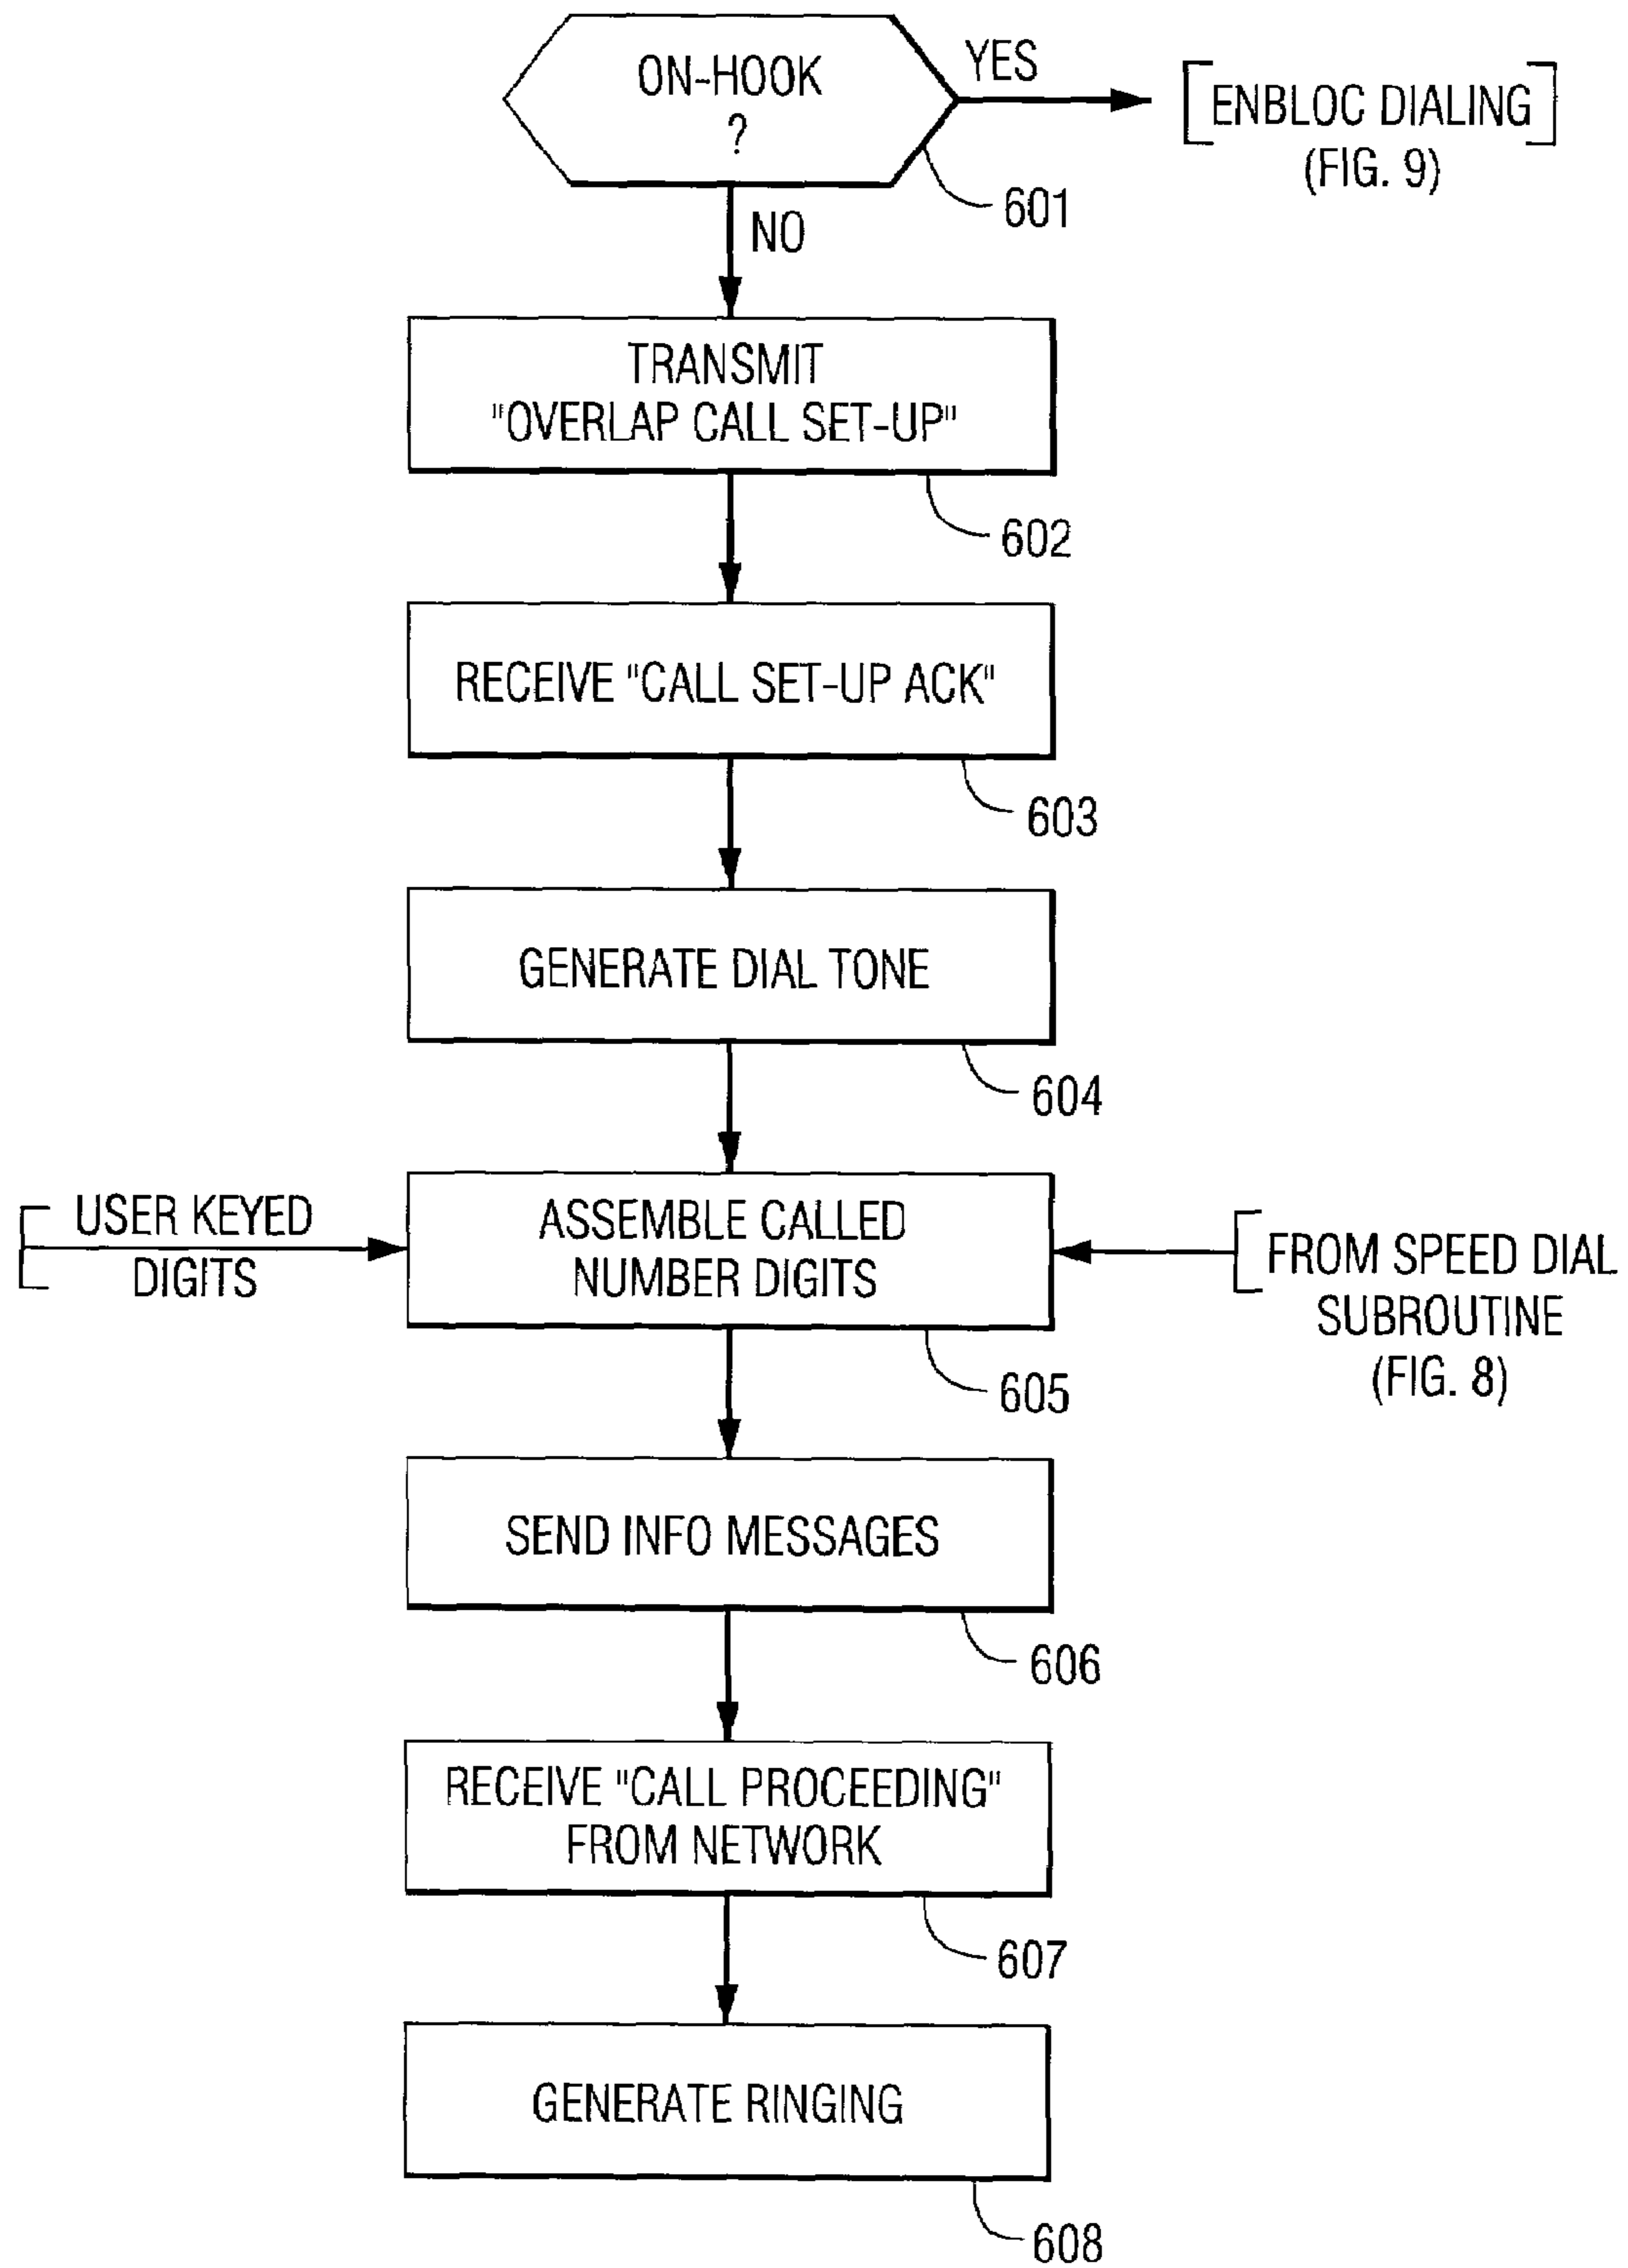 ON-HOOK
?
YES
[ENBLOC DIALING]
(FIG. 9)
601
NO
TRANSMIT
"OVERLAP CALL SET-UP"
602
RECEIVE "CALL SET-UP ACK"
603
GENERATE DIAL TONE
604
USER KEYED
DIGITS
ASSEMBLE CALLED
NUMBER DIGITS
FROM SPEED DIAL
SUBROUTINE
(FIG. 8)
605
SEND INFO MESSAGES
606
RECEIVE "CALL PROCEEDING"
FROM NETWORK
607
GENERATE RINGING
608